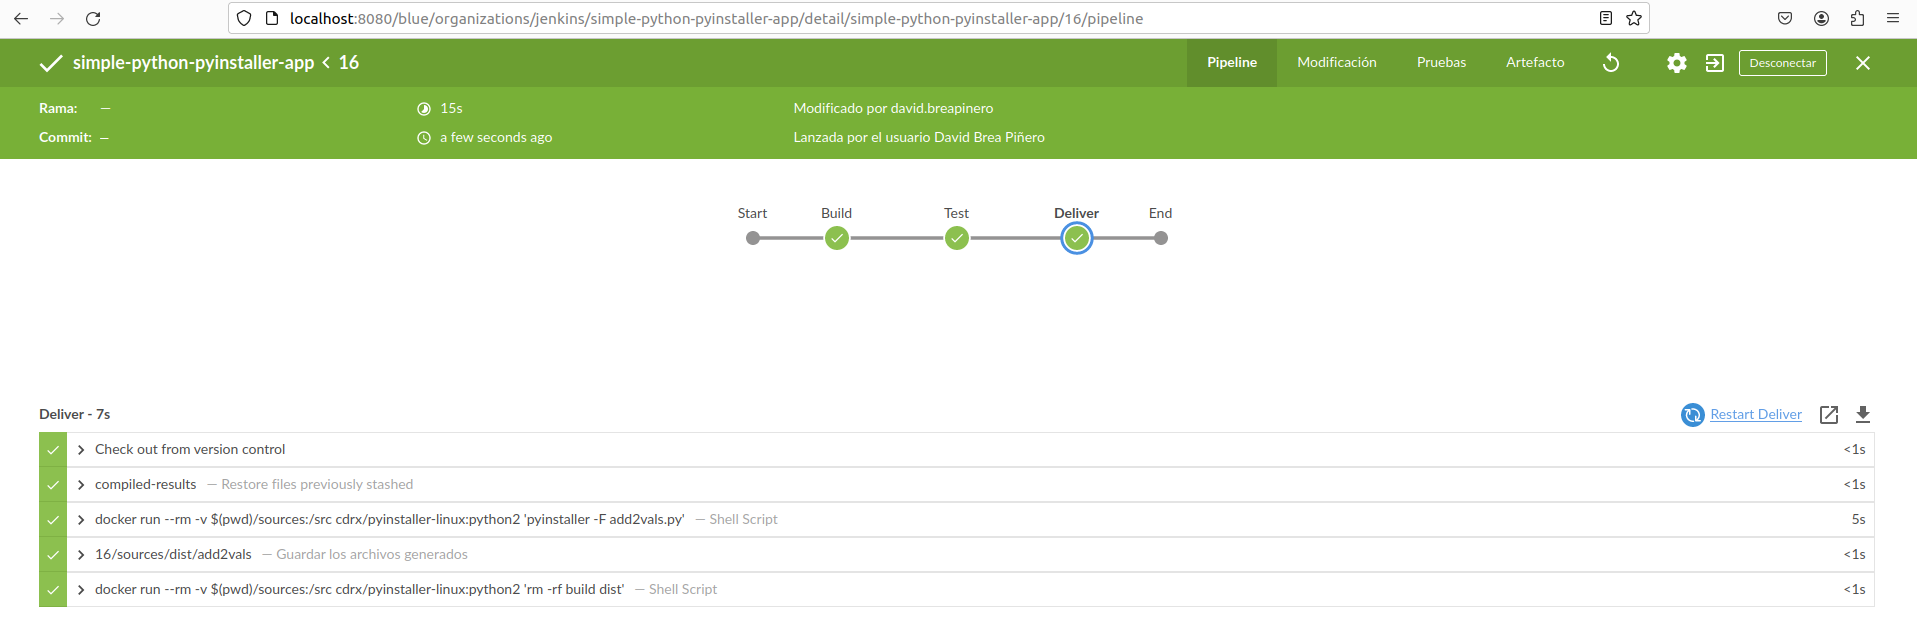 localhost:8080/blue/organizations/jenkins/simple-python-pyinstaller-app/detail/simple-python-pyinstaller-app/16/pipeline
simple-python-pyinstaller-app < 16
Pipeline Modificación Pruebas Artefacto Desconectar
Rama: — 15s Modificado por david.breapinero
Commit: — a few seconds ago Lanzada por el usuario David Brea Piñero
Start Build Test Deliver End
Deliver - 7s Restart Deliver
Check out from version control <1s
compiled-results — Restore files previously stashed <1s
docker run --rm -v $(pwd)/sources:/src cdrx/pyinstaller-linux:python2 'pyinstaller -F add2vals.py' — Shell Script 5s
16/sources/dist/add2vals — Guardar los archivos generados <1s
docker run --rm -v $(pwd)/sources:/src cdrx/pyinstaller-linux:python2 'rm -rf build dist' — Shell Script <1s